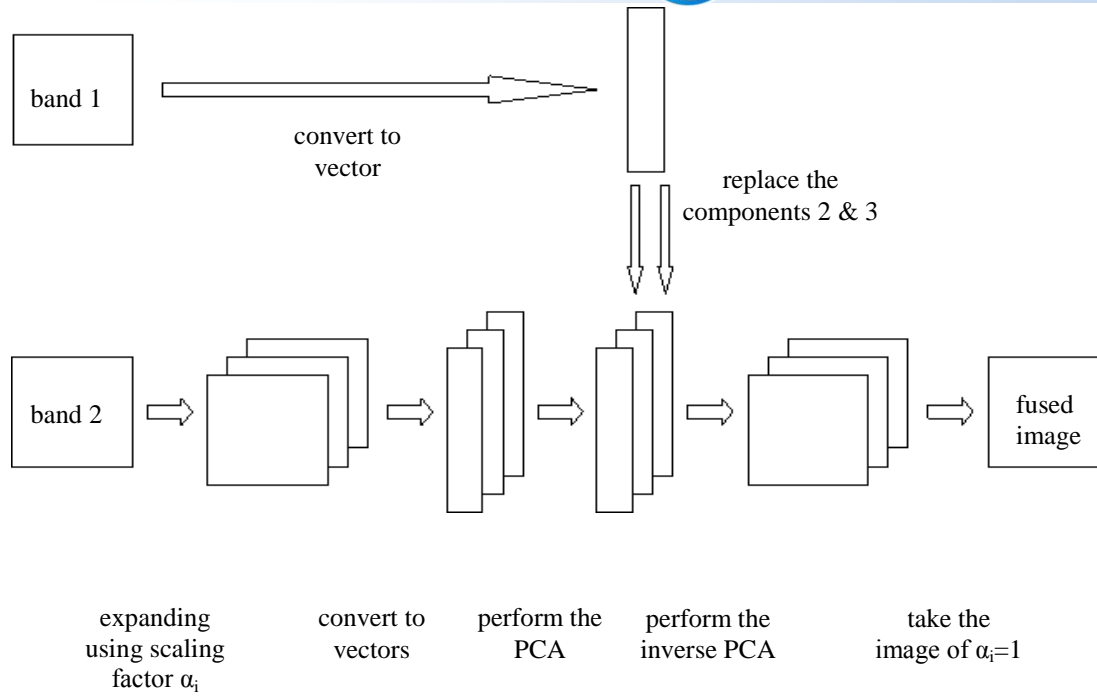 band 1
convert to
vector
replace the
components 2 & 3
band 2
fused
image
expanding
using scaling
factor αᵢ
convert to
vectors
perform the
PCA
perform the
inverse PCA
take the
image of αᵢ=1